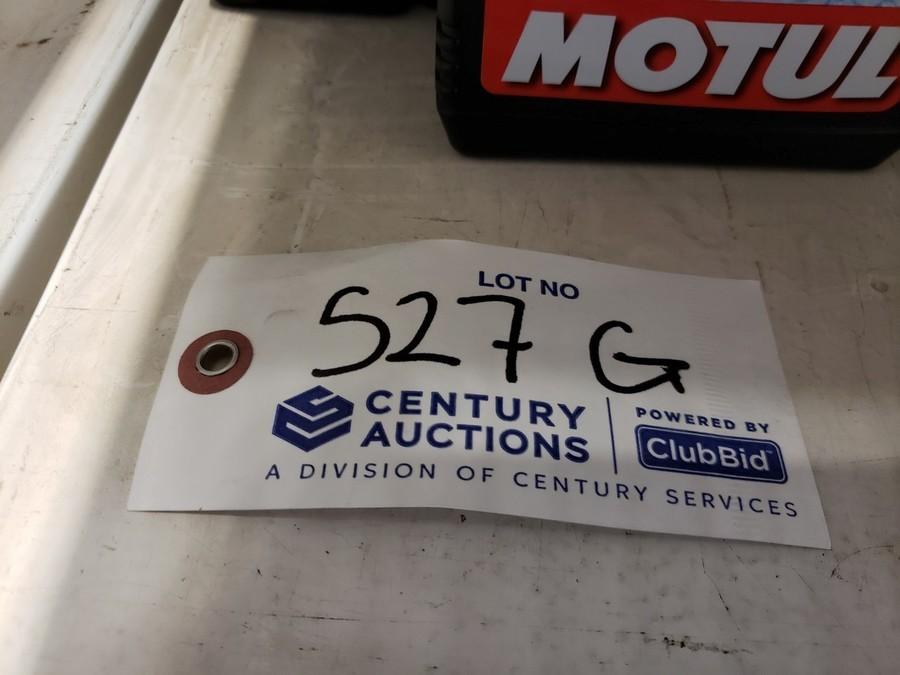 MOTUL
LOT NO
527 G
CENTURY
AUCTIONS
A DIVISION OF CENTURY SERVICES
POWERED BY
ClubBid